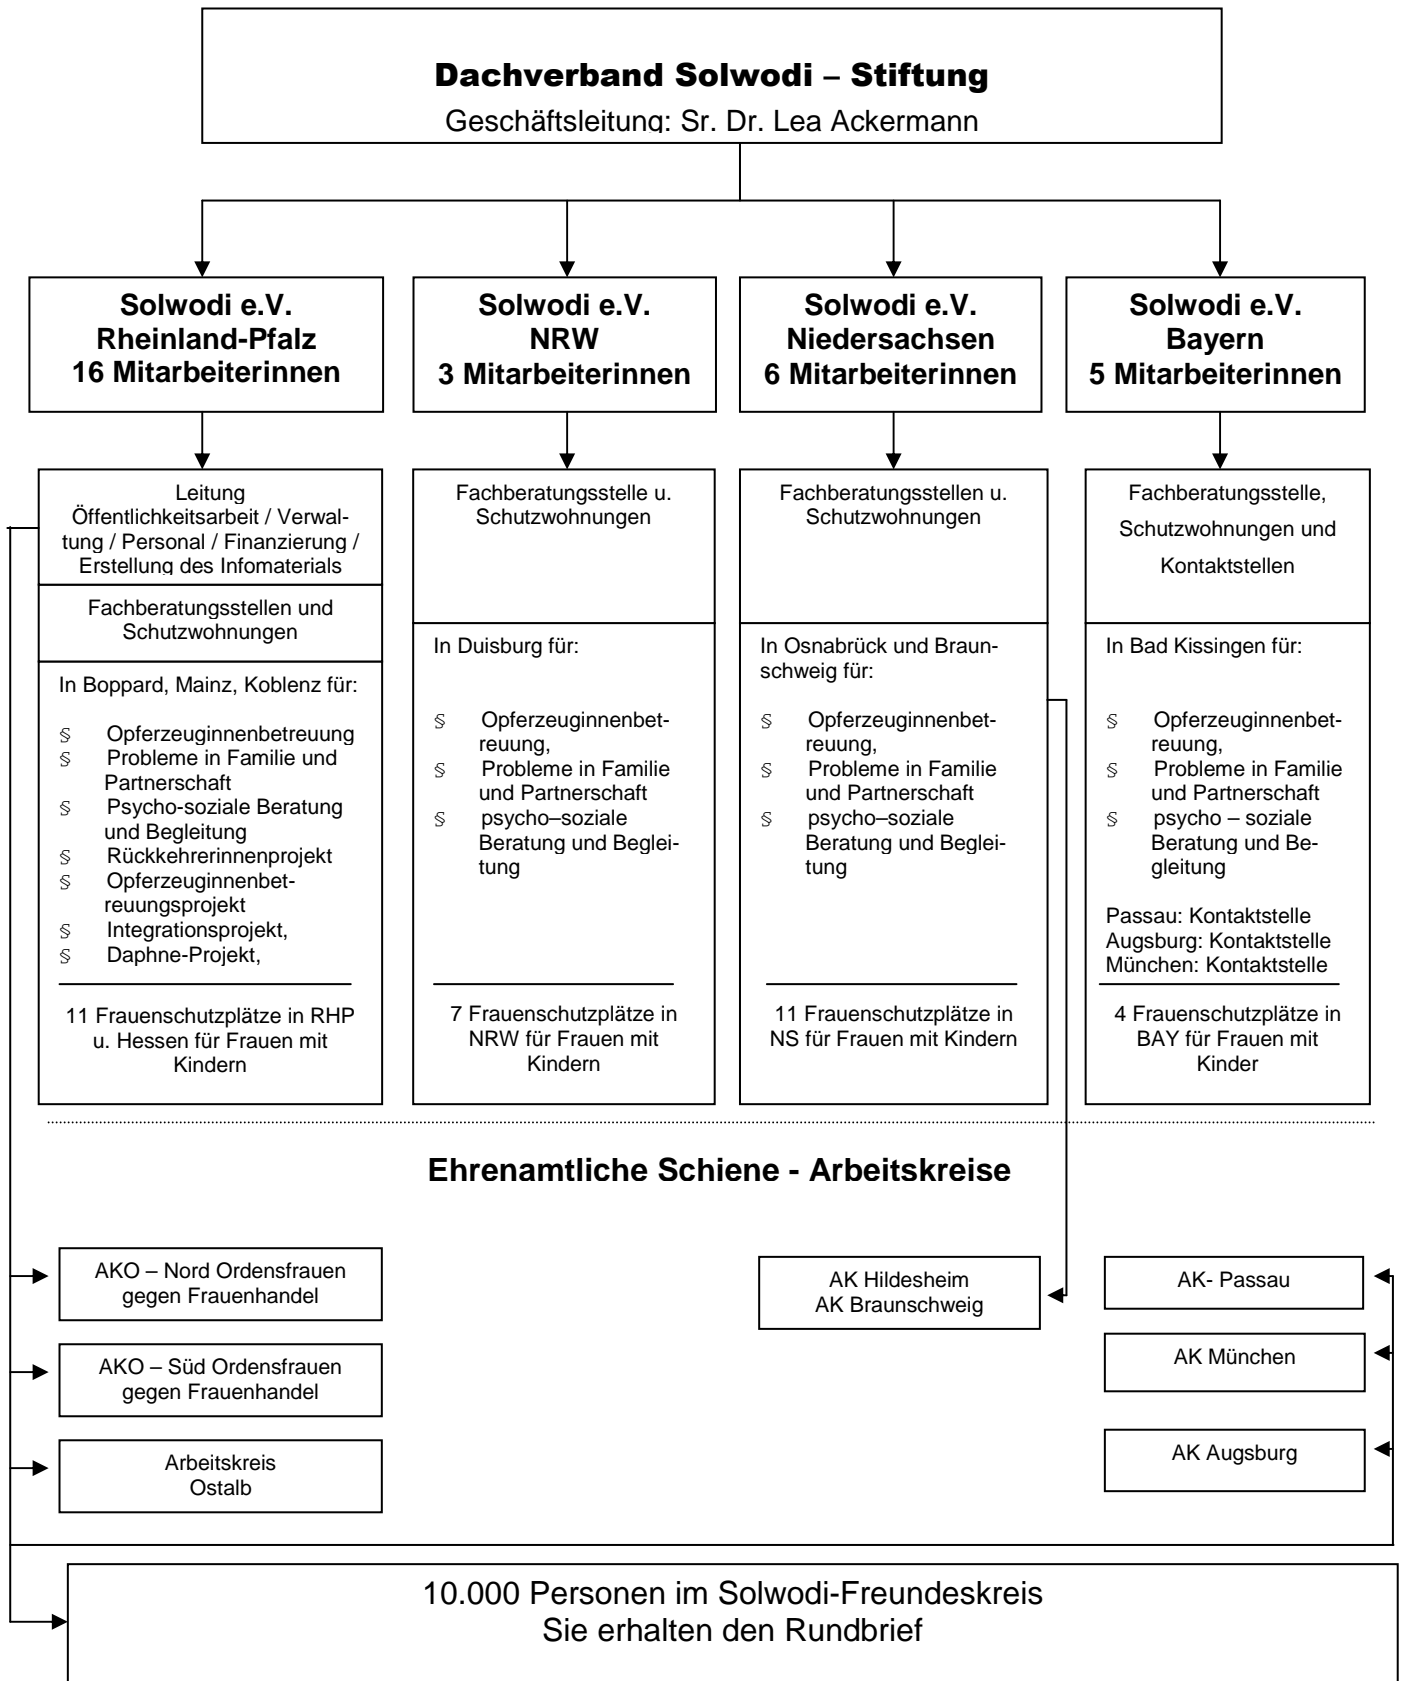 Dachverband Solwodi – Stiftung
Geschäftsleitung: Sr. Dr. Lea Ackermann
Solwodi e.V.
Rheinland-Pfalz
16 Mitarbeiterinnen
Solwodi e.V.
NRW
3 Mitarbeiterinnen
Solwodi e.V.
Niedersachsen
6 Mitarbeiterinnen
Solwodi e.V.
Bayern
5 Mitarbeiterinnen
Leitung
Öffentlichkeitsarbeit / Verwal-
tung / Personal / Finanzierung /
Erstellung des Infomaterials
Fachberatungsstellen und
Schutzwohnungen
In Boppard, Mainz, Koblenz für:
§ Opferzeuginnenbetreuung
§ Probleme in Familie und
Partnerschaft
§ Psycho-soziale Beratung
und Begleitung
§ Rückkehrerinnenprojekt
§ Opferzeuginnenbet-
reuungsprojekt
§ Integrationsprojekt,
§ Daphne-Projekt,
11 Frauenschutzplätze in RHP
u. Hessen für Frauen mit
Kindern
Fachberatungsstelle u.
Schutzwohnungen
In Duisburg für:
§ Opferzeuginnenbet-
reuung,
§ Probleme in Familie
und Partnerschaft
§ psycho–soziale
Beratung und Beglei-
tung
7 Frauenschutzplätze in
NRW für Frauen mit
Kindern
Fachberatungsstellen u.
Schutzwohnungen
In Osnabrück und Braun-
schweig für:
§ Opferzeuginnenbet-
reuung,
§ Probleme in Familie
und Partnerschaft
§ psycho–soziale
Beratung und Beglei-
tung
11 Frauenschutzplätze in
NS für Frauen mit Kindern
Fachberatungsstelle,
Schutzwohnungen und
Kontaktstellen
In Bad Kissingen für:
§ Opferzeuginnenbet-
reuung,
§ Probleme in Familie
und Partnerschaft
§ psycho – soziale
Beratung und Be-
gleitung
Passau: Kontaktstelle
Augsburg: Kontaktstelle
München: Kontaktstelle
4 Frauenschutzplätze in
BAY für Frauen mit
Kinder
Ehrenamtliche Schiene - Arbeitskreise
AKO – Nord Ordensfrauen
gegen Frauenhandel
AKO – Süd Ordensfrauen
gegen Frauenhandel
Arbeitskreis
Ostalb
AK Hildesheim
AK Braunschweig
AK- Passau
AK München
AK Augsburg
10.000 Personen im Solwodi-Freundeskreis
Sie erhalten den Rundbrief